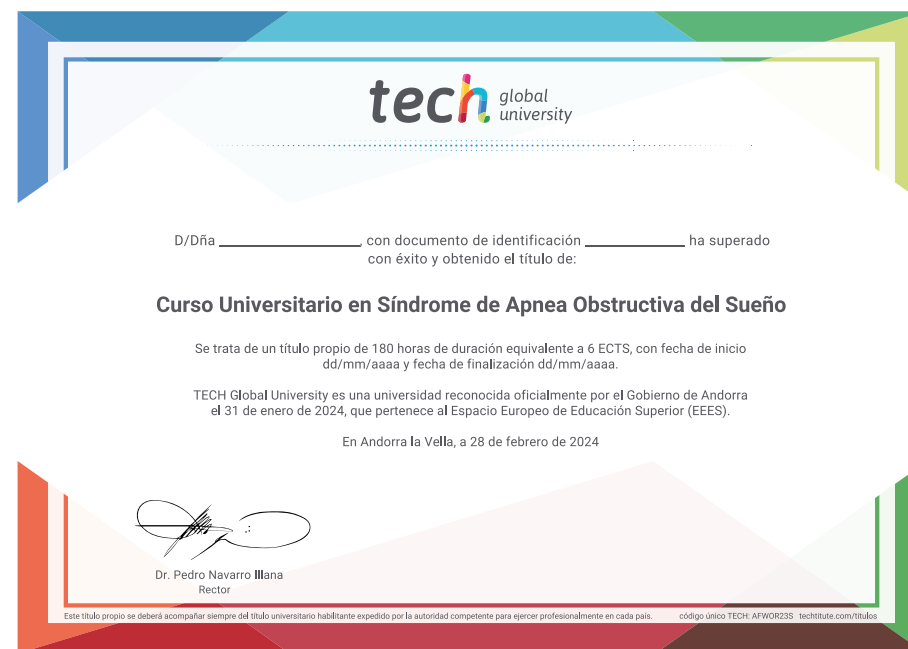 tech global university
D/Dña ______________, con documento de identificación __________ ha superado
con éxito y obtenido el título de:
Curso Universitario en Síndrome de Apnea Obstructiva del Sueño
Se trata de un título propio de 180 horas de duración equivalente a 6 ECTS, con fecha de inicio
dd/mm/aaaa y fecha de finalización dd/mm/aaaa.
TECH Global University es una universidad reconocida oficialmente por el Gobierno de Andorra
el 31 de enero de 2024, que pertenece al Espacio Europeo de Educación Superior (EEES).
En Andorra la Vella, a 28 de febrero de 2024
Dr. Pedro Navarro Illana
Rector
Este título propio se deberá acompañar siempre del título universitario habilitante expedido por la autoridad competente para ejercer profesionalmente en cada país. código único TECH: AFWOR23S techtitute.com/titulos